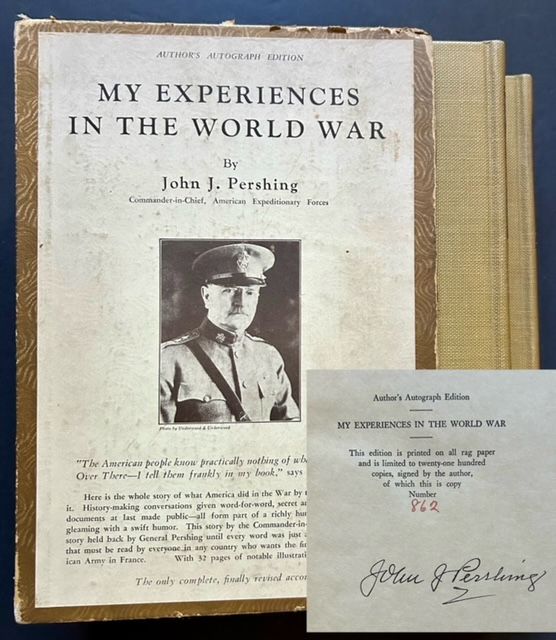 AUTHOR'S AUTOGRAPH EDITION
MY EXPERIENCES
IN THE WORLD WAR
By
John J. Pershing
Commander-in-Chief, American Expeditionary Forces
Photo by Underwood & Underwood
"The American people know practically nothing of
Over There—I tell them frankly in my book," says
Here is the whole story of what America did in the War by
it. History-making conversations given word-for-word, secret
documents at last made public—all form part of a richly
gleaming with a swift humor. This story by the Commander-in-
story held back by General Pershing until every word was just
that must be read by everyone in any country who wants the
ican Army in France. With 32 pages of notable
The only complete, finally revised
Author's Autograph Edition
MY EXPERIENCES IN THE WORLD WAR
This edition is printed on all rag paper
and is limited to twenty-one hundred
copies, signed by the author,
of which this is copy
Number
862
John J Pershing